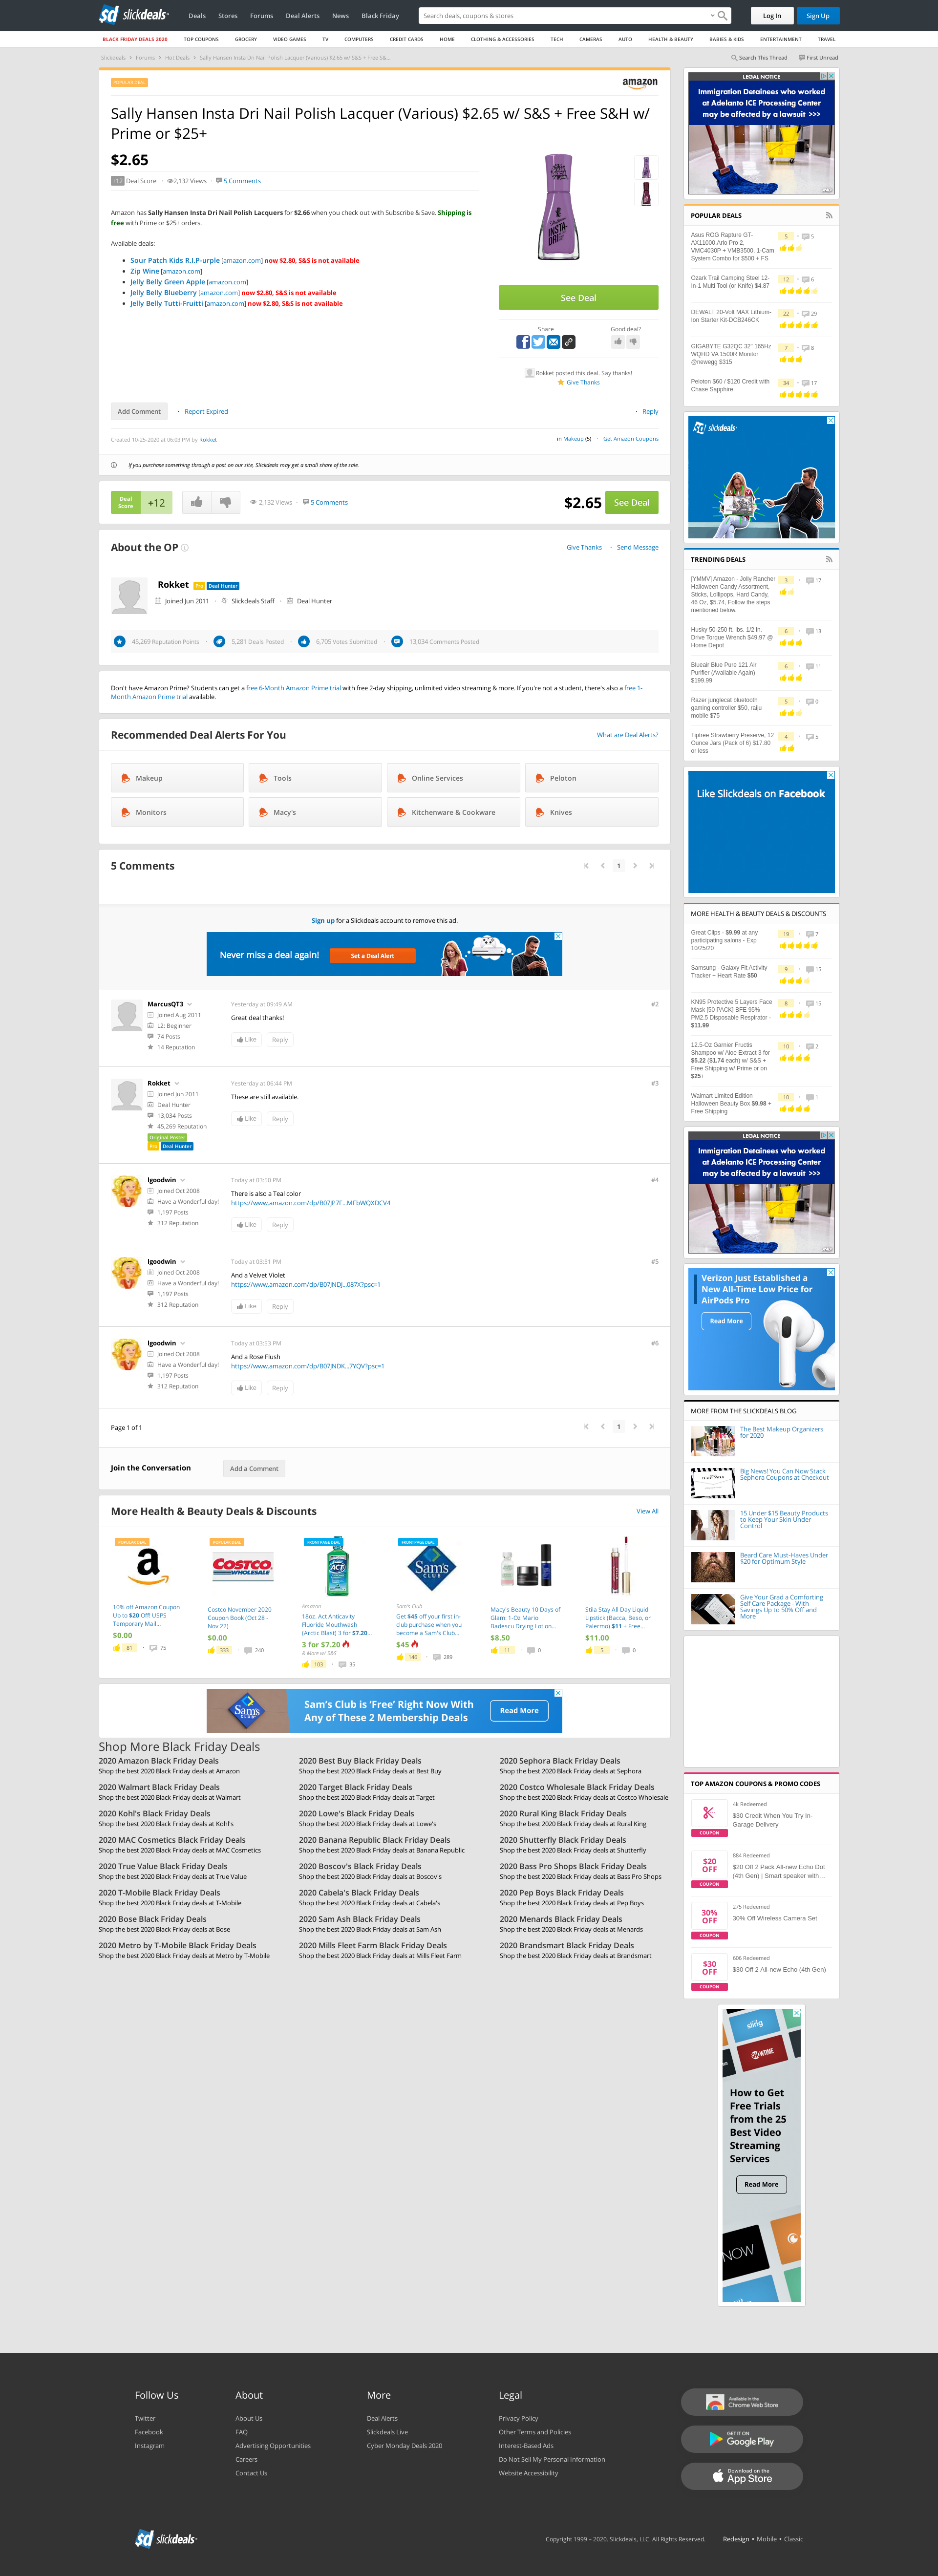 slickdeals
Deals
Stores
Forums
Deal Alerts
News
Black Friday
Search deals, coupons & stores
Log In
Sign Up
BLACK FRIDAY DEALS 2020
TOP COUPONS
GROCERY
VIDEO GAMES
TV
COMPUTERS
CREDIT CARDS
HOME
CLOTHING & ACCESSORIES
TECH
CAMERAS
AUTO
HEALTH & BEAUTY
BABIES & KIDS
ENTERTAINMENT
TRAVEL
Slickdeals > Forums > Hot Deals > Sally Hansen Insta Dri Nail Polish Lacquer (Various) $2.65 w/ S&S + Free S&...
Search This Thread
First Unread
POPULAR DEAL
amazon
Sally Hansen Insta Dri Nail Polish Lacquer (Various) $2.65 w/ S&S + Free S&H w/
Prime or $25+
$2.65
+12 Deal Score
2,132 Views
5 Comments
Amazon has Sally Hansen Insta Dri Nail Polish Lacquers for $2.66 when you check out with Subscribe & Save. Shipping is
free with Prime or $25+ orders.
Available deals:
Sour Patch Kids R.I.P-urple [amazon.com] now $2.80, S&S is not available
Zip Wine [amazon.com]
Jelly Belly Green Apple [amazon.com]
Jelly Belly Blueberry [amazon.com] now $2.80, S&S is not available
Jelly Belly Tutti-Fruitti [amazon.com] now $2.80, S&S is not available
See Deal
Share
Good deal?
Rokket posted this deal. Say thanks!
Give Thanks
Add Comment
Report Expired
Reply
Created 10-25-2020 at 06:03 PM by Rokket
in Makeup (5)
Get Amazon Coupons
If you purchase something through a post on our site, Slickdeals may get a small share of the sale.
Deal
Score
+12
2,132 Views
5 Comments
$2.65
See Deal
About the OP
Give Thanks
Send Message
Rokket
Pro
Deal Hunter
Joined Jun 2011
Slickdeals Staff
Deal Hunter
45,269 Reputation Points
5,281 Deals Posted
6,705 Votes Submitted
13,034 Comments Posted
Don't have Amazon Prime? Students can get a free 6-Month Amazon Prime trial with free 2-day shipping, unlimited video streaming & more. If you're not a student, there's also a free 1-
Month Amazon Prime trial available.
Recommended Deal Alerts For You
What are Deal Alerts?
Makeup
Tools
Online Services
Peloton
Monitors
Macy's
Kitchenware & Cookware
Knives
5 Comments
1
Sign up for a Slickdeals account to remove this ad.
Never miss a deal again!
Set a Deal Alert
MarcusQT3
Joined Aug 2011
L2: Beginner
74 Posts
14 Reputation
Yesterday at 09:49 AM
#2
Great deal thanks!
Like
Reply
Rokket
Joined Jun 2011
Deal Hunter
13,034 Posts
45,269 Reputation
Original Poster
Pro
Deal Hunter
Yesterday at 06:44 PM
#3
These are still available.
Like
Reply
lgoodwin
Joined Oct 2008
Have a Wonderful day!
1,197 Posts
312 Reputation
Today at 03:50 PM
#4
There is also a Teal color
https://www.amazon.com/dp/B07JP7F...MFbWQXDCV4
Like
Reply
lgoodwin
Joined Oct 2008
Have a Wonderful day!
1,197 Posts
312 Reputation
Today at 03:51 PM
#5
And a Velvet Violet
https://www.amazon.com/dp/B07JNDJ...087X?psc=1
Like
Reply
lgoodwin
Joined Oct 2008
Have a Wonderful day!
1,197 Posts
312 Reputation
Today at 03:53 PM
#6
And a Rose Flush
https://www.amazon.com/dp/B07JNDK...7YQV?psc=1
Like
Reply
Page 1 of 1
1
Join the Conversation
Add a Comment
More Health & Beauty Deals & Discounts
View All
POPULAR DEAL
10% off Amazon Coupon
Up to $20 Off! USPS
Temporary Mail...
$0.00
81
75
POPULAR DEAL
COSTCO
WHOLESALE
Costco November 2020
Coupon Book (Oct 28 -
Nov 22)
$0.00
333
240
FRONTPAGE DEAL
ACT
Amazon
18oz. Act Anticavity
Fluoride Mouthwash
(Arctic Blast) 3 for $7.20...
3 for $7.20
& More w/ S&S
103
35
FRONTPAGE DEAL
Sam's
CLUB
Sam's Club
Get $45 off your first in-
club purchase when you
become a Sam's Club...
$45
146
289
Macy's Beauty 10 Days of
Glam: 1-Oz Mario
Badescu Drying Lotion...
$8.50
11
0
Stila Stay All Day Liquid
Lipstick (Bacca, Beso, or
Palermo) $11 + Free...
$11.00
5
0
Sam's Club is 'Free' Right Now With
Any of These 2 Membership Deals
Read More
Shop More Black Friday Deals
2020 Amazon Black Friday Deals
Shop the best 2020 Black Friday deals at Amazon
2020 Best Buy Black Friday Deals
Shop the best 2020 Black Friday deals at Best Buy
2020 Sephora Black Friday Deals
Shop the best 2020 Black Friday deals at Sephora
2020 Walmart Black Friday Deals
Shop the best 2020 Black Friday deals at Walmart
2020 Target Black Friday Deals
Shop the best 2020 Black Friday deals at Target
2020 Costco Wholesale Black Friday Deals
Shop the best 2020 Black Friday deals at Costco Wholesale
2020 Kohl's Black Friday Deals
Shop the best 2020 Black Friday deals at Kohl's
2020 Lowe's Black Friday Deals
Shop the best 2020 Black Friday deals at Lowe's
2020 Rural King Black Friday Deals
Shop the best 2020 Black Friday deals at Rural King
2020 MAC Cosmetics Black Friday Deals
Shop the best 2020 Black Friday deals at MAC Cosmetics
2020 Banana Republic Black Friday Deals
Shop the best 2020 Black Friday deals at Banana Republic
2020 Shutterfly Black Friday Deals
Shop the best 2020 Black Friday deals at Shutterfly
2020 True Value Black Friday Deals
Shop the best 2020 Black Friday deals at True Value
2020 Boscov's Black Friday Deals
Shop the best 2020 Black Friday deals at Boscov's
2020 Bass Pro Shops Black Friday Deals
Shop the best 2020 Black Friday deals at Bass Pro Shops
2020 T-Mobile Black Friday Deals
Shop the best 2020 Black Friday deals at T-Mobile
2020 Cabela's Black Friday Deals
Shop the best 2020 Black Friday deals at Cabela's
2020 Pep Boys Black Friday Deals
Shop the best 2020 Black Friday deals at Pep Boys
2020 Bose Black Friday Deals
Shop the best 2020 Black Friday deals at Bose
2020 Sam Ash Black Friday Deals
Shop the best 2020 Black Friday deals at Sam Ash
2020 Menards Black Friday Deals
Shop the best 2020 Black Friday deals at Menards
2020 Metro by T-Mobile Black Friday Deals
Shop the best 2020 Black Friday deals at Metro by T-Mobile
2020 Mills Fleet Farm Black Friday Deals
Shop the best 2020 Black Friday deals at Mills Fleet Farm
2020 Brandsmart Black Friday Deals
Shop the best 2020 Black Friday deals at Brandsmart
LEGAL NOTICE
Immigration Detainees who worked
at Adelanto ICE Processing Center
may be affected by a lawsuit >>>
POPULAR DEALS
Asus ROG Rapture GT-
AX11000,Arlo Pro 2,
VMC4030P + VMB3500, 1-Cam
System Combo for $500 + FS
5
5
Ozark Trail Camping Steel 12-
In-1 Multi Tool (or Knife) $4.87
12
6
DEWALT 20-Volt MAX Lithium-
Ion Starter Kit-DCB246CK
22
29
GIGABYTE G32QC 32" 165Hz
WQHD VA 1500R Monitor
@newegg $315
7
8
Peloton $60 / $120 Credit with
Chase Sapphire
34
17
slickdeals
TRENDING DEALS
[YMMV] Amazon - Jolly Rancher
Halloween Candy Assortment,
Sticks, Lollipops, Hard Candy,
46 Oz, $5.74, Follow the steps
mentioned below.
3
17
Husky 50-250 ft. lbs. 1/2 in.
Drive Torque Wrench $49.97 @
Home Depot
6
13
Blueair Blue Pure 121 Air
Purifier (Available Again)
$199.99
6
11
Razer junglecat bluetooth
gaming controller $50, raiju
mobile $75
5
0
Tiptree Strawberry Preserve, 12
Ounce Jars (Pack of 6) $17.80
or less
4
5
Like Slickdeals on Facebook
MORE HEALTH & BEAUTY DEALS & DISCOUNTS
Great Clips - $9.99 at any
participating salons - Exp
10/25/20
19
7
Samsung - Galaxy Fit Activity
Tracker + Heart Rate $50
9
15
KN95 Protective 5 Layers Face
Mask [50 PACK] BFE 95%
PM2.5 Disposable Respirator -
$11.99
8
15
12.5-Oz Garnier Fructis
Shampoo w/ Aloe Extract 3 for
$5.22 ($1.74 each) w/ S&S +
Free Shipping w/ Prime or on
$25+
10
2
Walmart Limited Edition
Halloween Beauty Box $9.98 +
Free Shipping
10
1
LEGAL NOTICE
Immigration Detainees who worked
at Adelanto ICE Processing Center
may be affected by a lawsuit >>>
Verizon Just Established a
New All-Time Low Price for
AirPods Pro
Read More
MORE FROM THE SLICKDEALS BLOG
The Best Makeup Organizers
for 2020
Big News! You Can Now Stack
Sephora Coupons at Checkout
15 Under $15 Beauty Products
to Keep Your Skin Under
Control
Beard Care Must-Haves Under
$20 for Optimum Style
Give Your Grad a Comforting
Self Care Package - With
Savings Up to 50% Off and
More
TOP AMAZON COUPONS & PROMO CODES
COUPON
4k Redeemed
$30 Credit When You Try In-
Garage Delivery
$20
OFF
COUPON
884 Redeemed
$20 Off 2 Pack All-new Echo Dot
(4th Gen) | Smart speaker with...
30%
OFF
COUPON
275 Redeemed
30% Off Wireless Camera Set
$30
OFF
COUPON
606 Redeemed
$30 Off 2 All-new Echo (4th Gen)
sling
SHOWTIME
How to Get
Free Trials
from the 25
Best Video
Streaming
Services
Read More
NOW
Follow Us
Twitter
Facebook
Instagram
About
About Us
FAQ
Advertising Opportunities
Careers
Contact Us
More
Deal Alerts
Slickdeals Live
Cyber Monday Deals 2020
Legal
Privacy Policy
Other Terms and Policies
Interest-Based Ads
Do Not Sell My Personal Information
Website Accessibility
Available in the
Chrome Web Store
GET IT ON
Google Play
Download on the
App Store
slickdeals
Copyright 1999 - 2020. Slickdeals, LLC. All Rights Reserved.
Redesign • Mobile • Classic